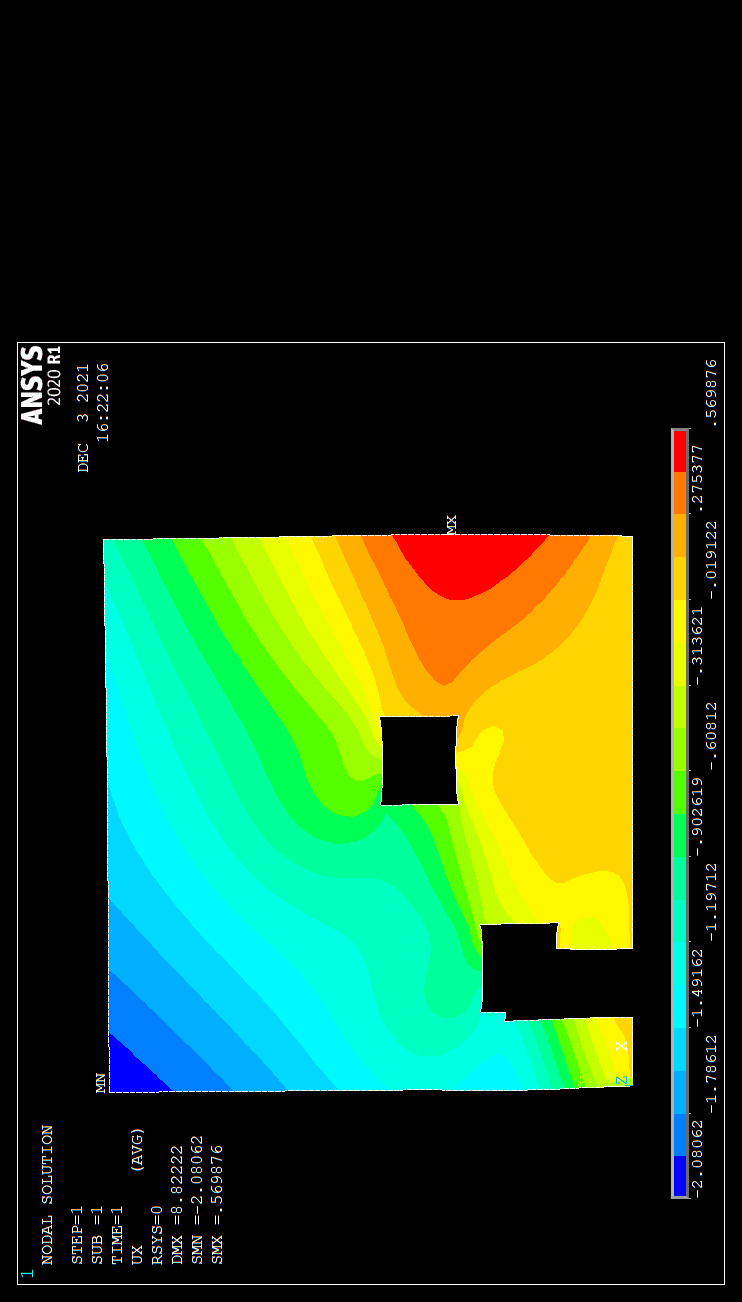 1
NODAL SOLUTION
STEP=1
SUB =1
TIME=1
UX (AVG)
RSYS=0
DMX =8.82222
SMN =-2.08062
SMX =.569876
ANSYS
2020 R1
DEC 3 2021
16:22:06
MN
MX
Z
X
-2.08062
-1.78612
-1.49162
-1.19712
-.902619
-.60812
-.313621
-.019122
.275377
.569876